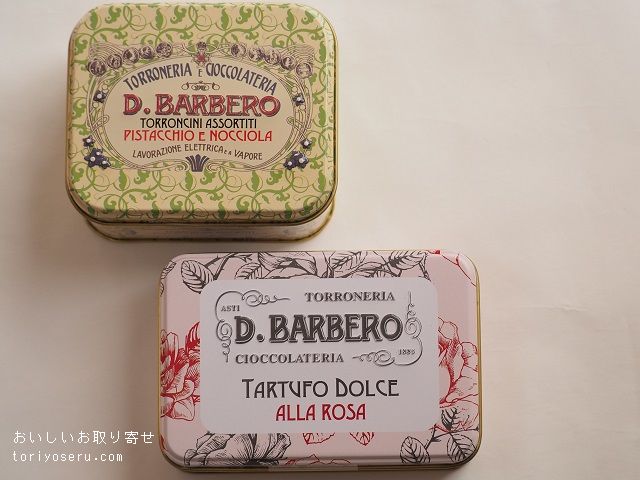 TORRONERIA E CIOCCOLATERIA
D. BARBERO
TORRONCINI ASSORTITI
PISTACCHIO E NOCCIOLA
LAVORAZIONE ELETTRICA E A VAPORE
ASTI TORRONERIA
D. BARBERO
CIOCCOLATERIA 1883
TARTUFO DOLCE
ALLA ROSA
おいしいお取り寄せ
toriyoseru.com